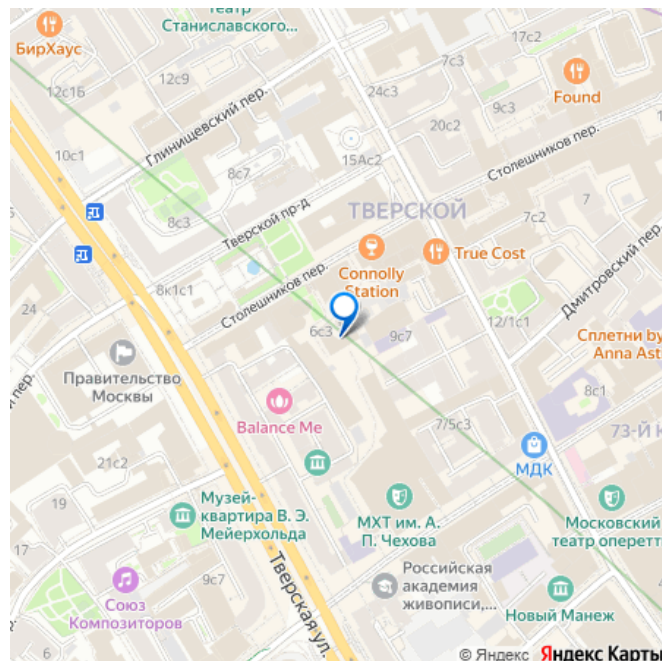 театр
Станиславского...
БирХаус
17с2
7с3
12с1б
12с9
24с3
Found
9с3
Глинищевский пер.
20с2
10с1
15Ас2
Столешников пер.
8с7
8с3
ТВЕРСКОЙ
7с2
7
Тверской пр-д
Дмитровский пер.
True Cost
Connolly
Station
8к1с1
Столешников пер.
24
12/1с1
6с3
9с7
Сплетни by
Anna Ast
Правительство
Москвы
пер.
8с1
Balance Me
7/5с3
73-Й К
21с2
МДК
19
Музей-
квартира В. Э.
Мейерхольда
МХТ им. А.
П. Чехова
Московский
театр оперетт
Тверская ул.
Российская
академия
живописи,...
9с7
Союз
Композиторов
Новый Манеж
6
© Яндекс Яндекс Карты